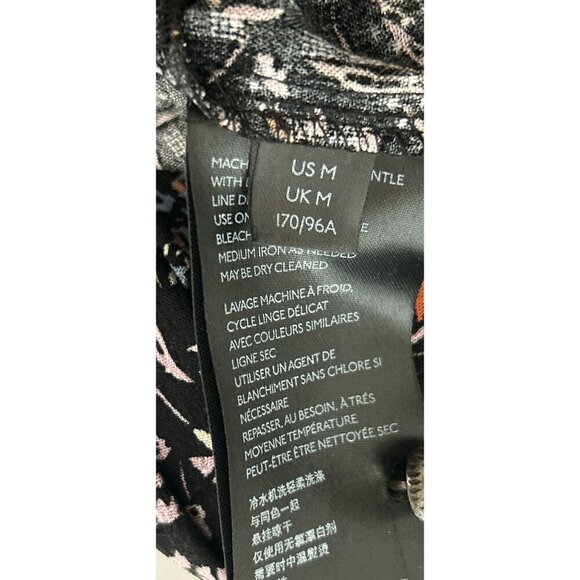 US M
UK M
170/96A
MACH NTLE
WITH
LINE D
USE ON E
BLEACH
MEDIUM IRON AS NEEDED
MAY BE DRY CLEANED
LAVAGE MACHINE À FROID,
CYCLE LINGE DÉLICAT
AVEC COULEURS SIMILAIRES
LIGNE SEC
UTILISER UN AGENT DE
BLANCHIMENT SANS CHLORE SI
NÉCESSAIRE
REPASSER, AU BESOIN, À TRÉS
MOYENNE TEMPÉRATURE
PEUT-ÊTRE ÊTRE NETTOYÉE SEC
冷水机洗轻柔洗涤
与同色一起
悬挂晾干
仅使用无氯漂白剂
需要时中温熨烫